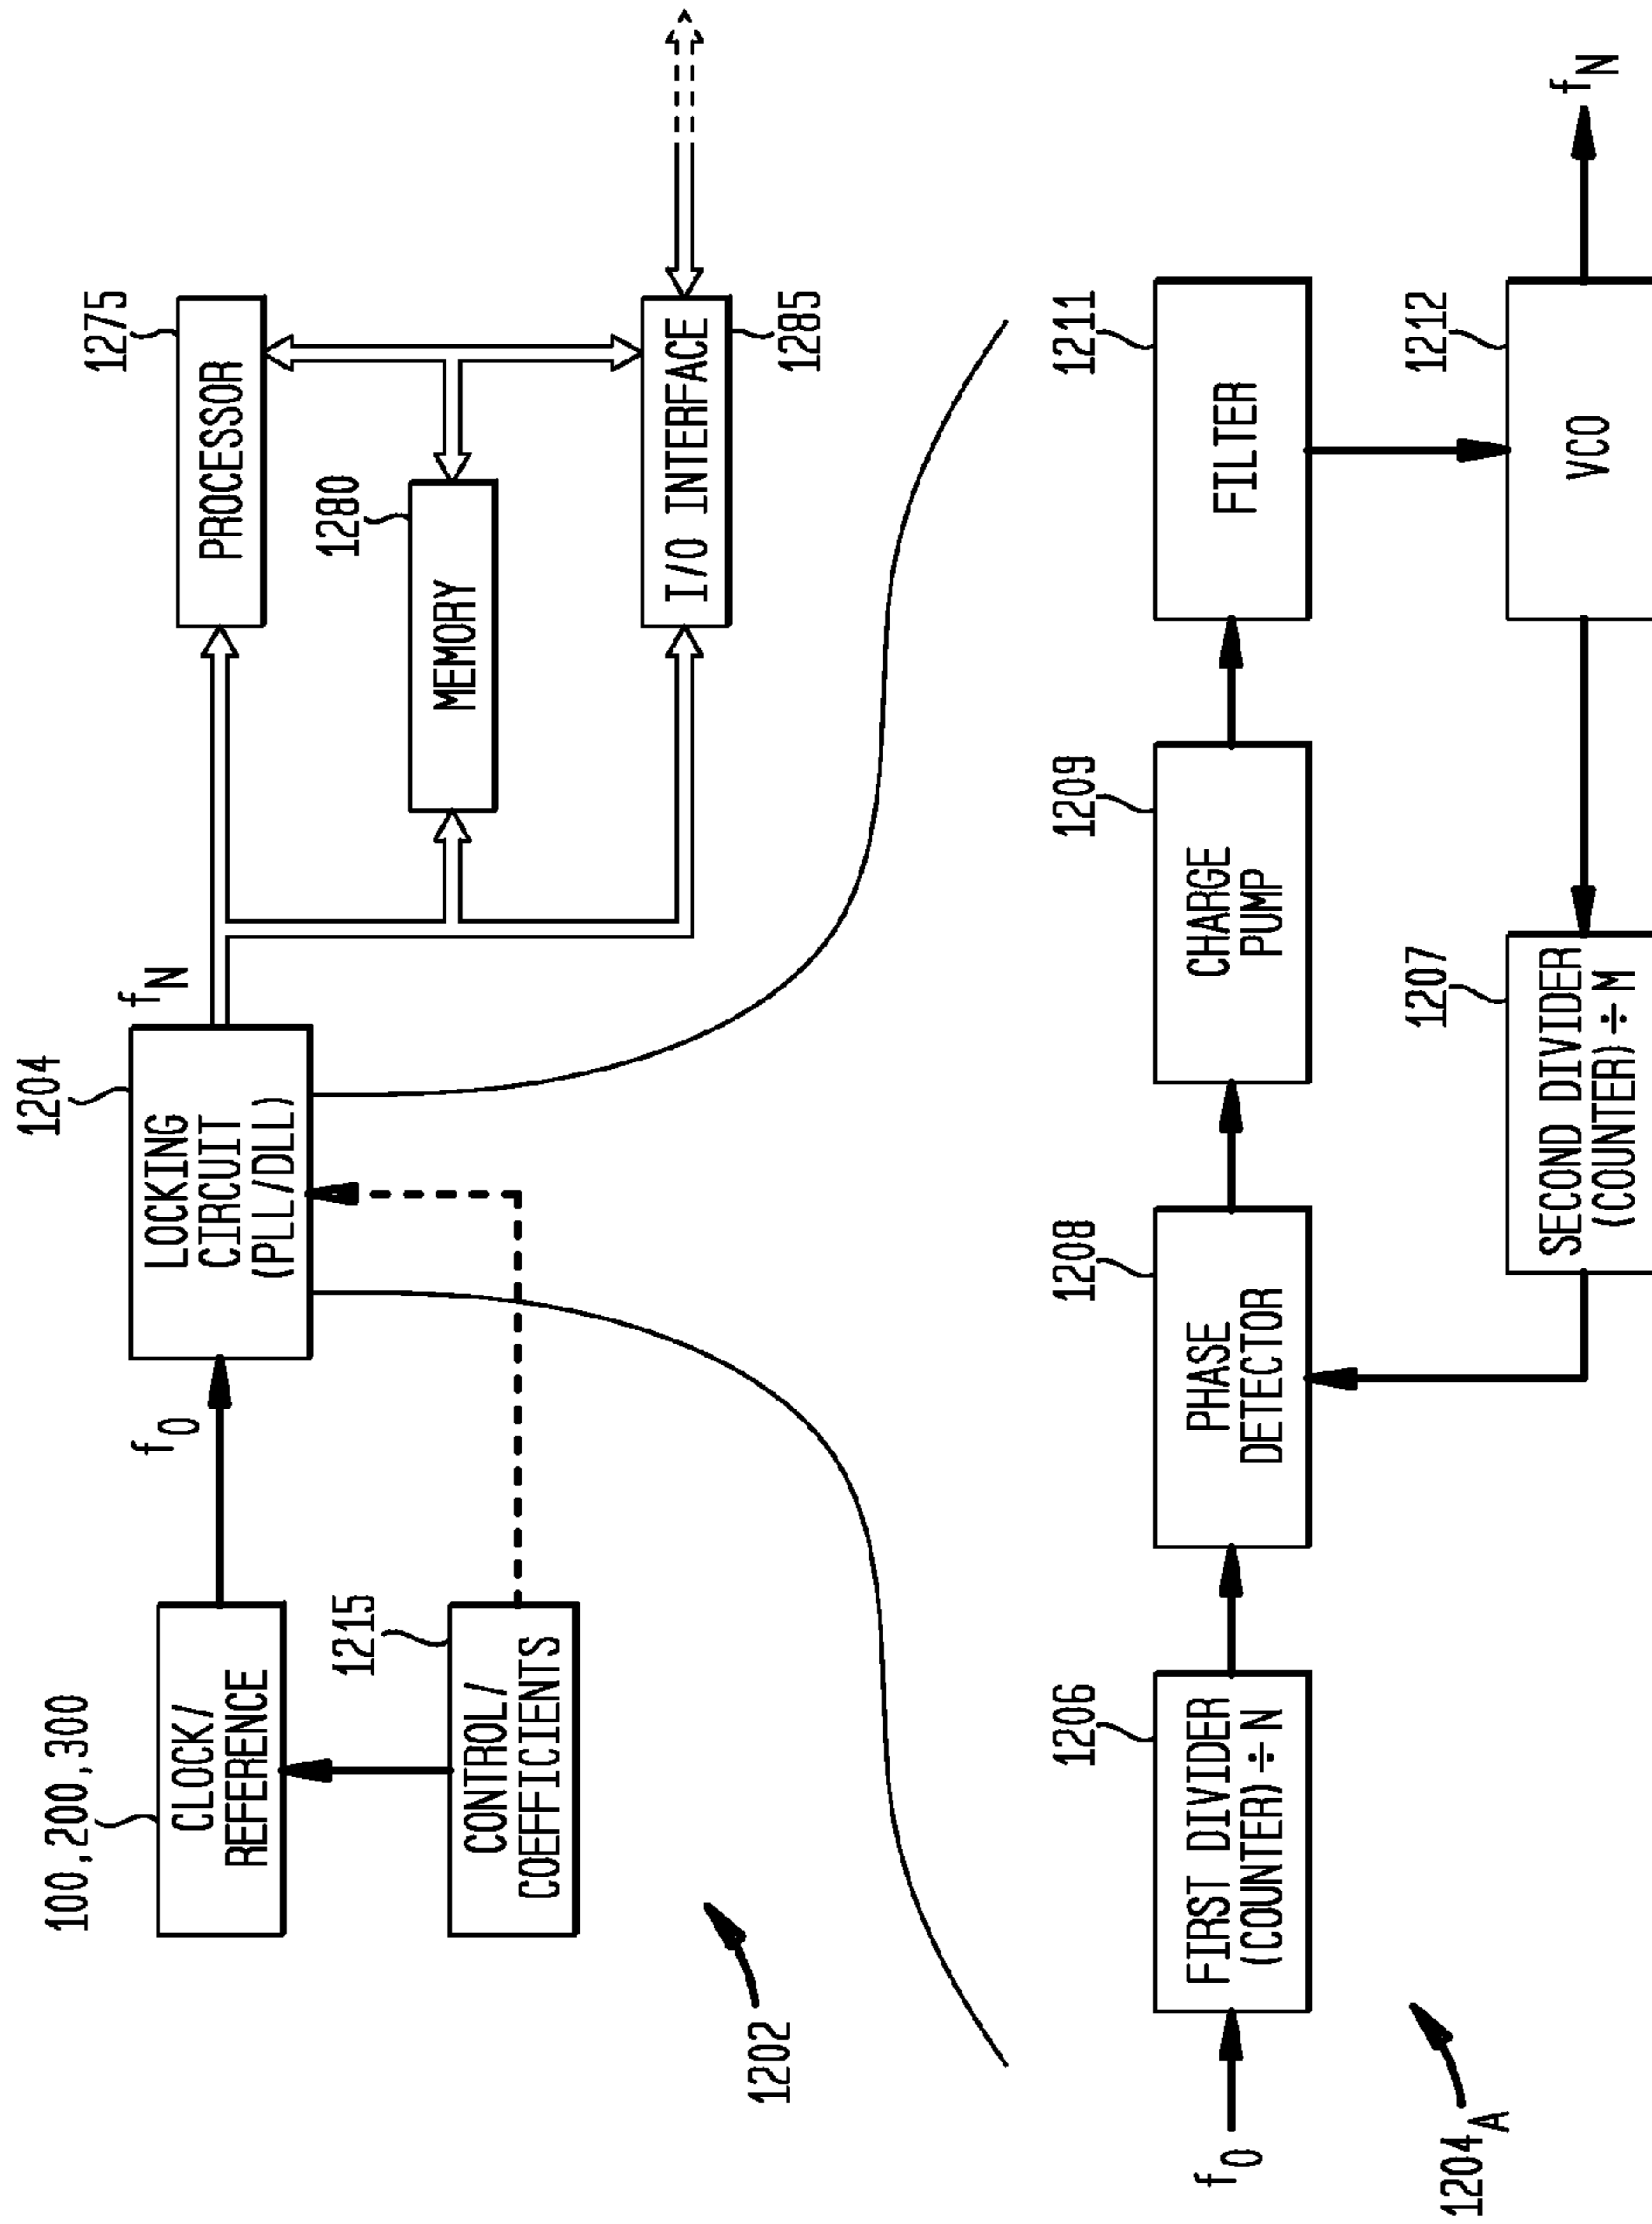 100,200,300
CLOCK/
REFERENCE
f0
1204
LOCKING
CIRCUIT
(PLL/DLL)
fN
1275
PROCESSOR
1280
MEMORY
1215
CONTROL/
COEFFICIENTS
I/O INTERFACE
1285
1202
f0
1206
FIRST DIVIDER
(COUNTER)÷N
1208
PHASE
DETECTOR
1209
CHARGE
PUMP
1211
FILTER
1207
SECOND DIVIDER
(COUNTER)÷M
1212
VCO
fN
1204A